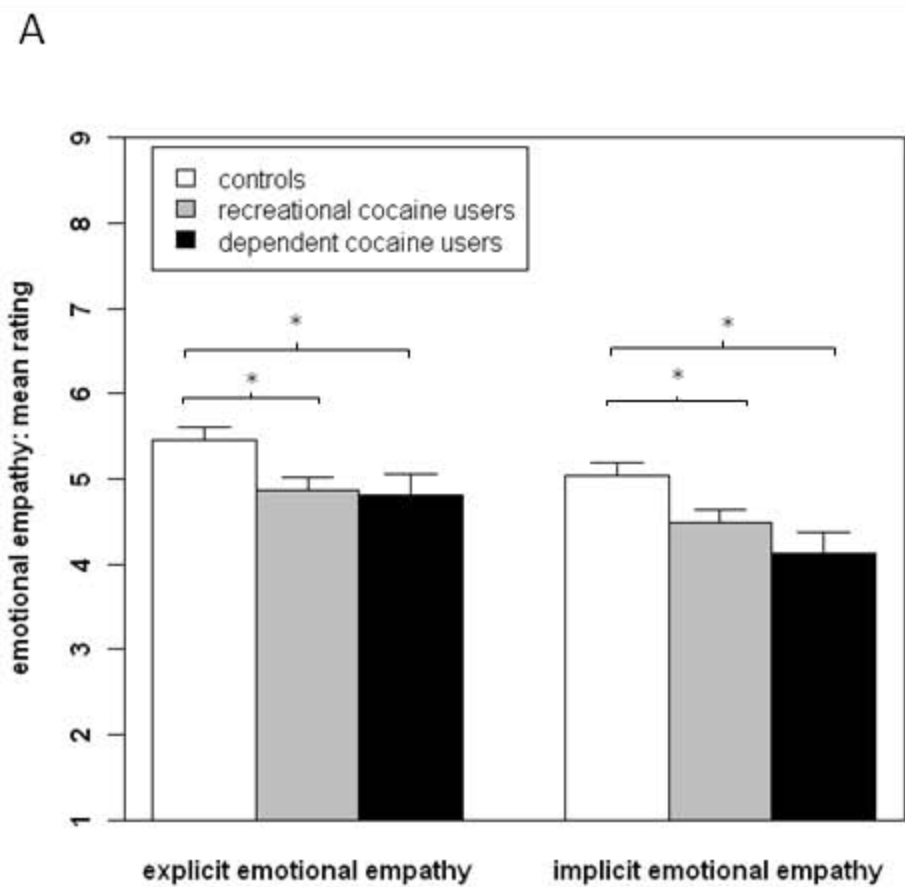 A
9
8
7
6
5
4
3
2
1
emotional empathy: mean rating
controls
recreational cocaine users
dependent cocaine users
*
*
*
*
explicit emotional empathy
implicit emotional empathy